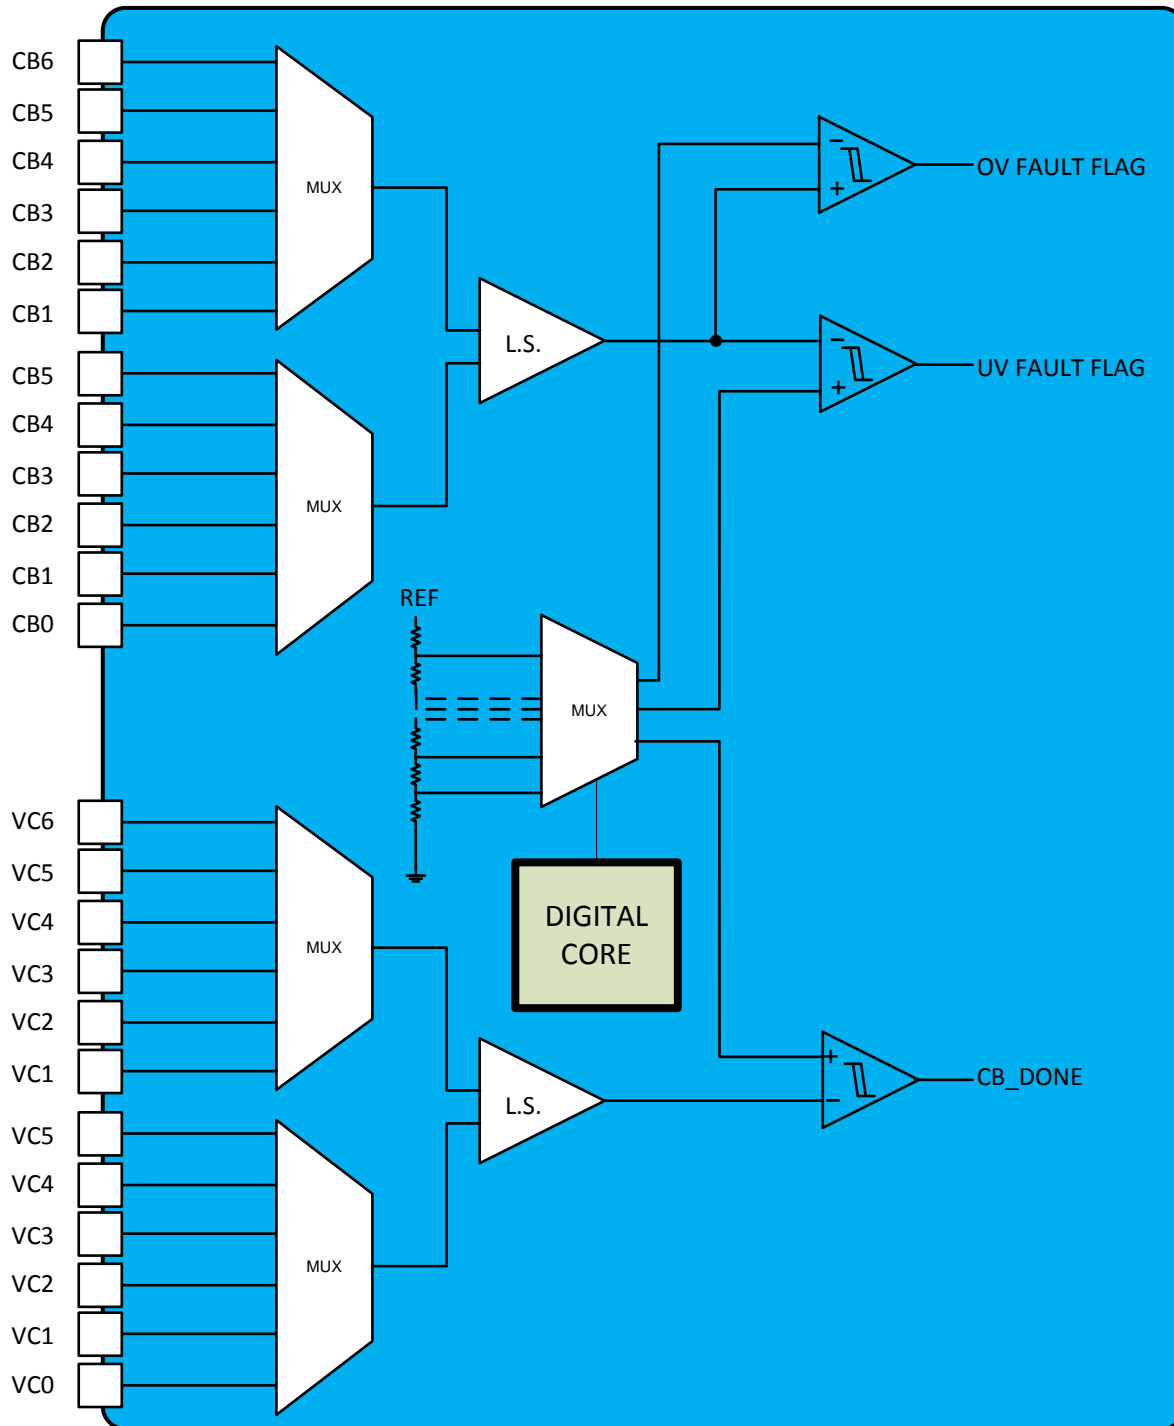 CB6
CB5
CB4
CB3
CB2
CB1
MUX
- OV FAULT FLAG
+
L.S.
- UV FAULT FLAG
+
CB5
CB4
CB3
CB2
CB1
CB0
MUX
REF
MUX
DIGITAL
CORE
VC6
VC5
VC4
VC3
VC2
VC1
MUX
L.S.
+
- CB_DONE
VC5
VC4
VC3
VC2
VC1
VC0
MUX